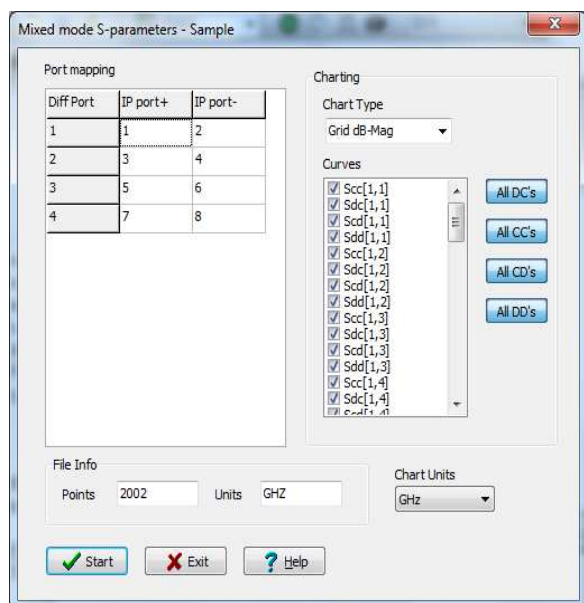 Mixed mode S-parameters - Sample
Port mapping
Diff Port IP port+ IP port-
1 1 2
2 3 4
3 5 6
4 7 8
Charting
Chart Type
Grid dB-Mag
Curves
Scc[1,1]
Sdc[1,1]
Scd[1,1]
Sdd[1,1]
Scc[1,2]
Sdc[1,2]
Scd[1,2]
Sdd[1,2]
Scc[1,3]
Sdc[1,3]
Scd[1,3]
Sdd[1,3]
Scc[1,4]
Sdc[1,4]
Scd[1,4]
All DC's
All CC's
All CD's
All DD's
File Info
Points 2002 Units GHZ
Chart Units
GHz
Start Exit Help